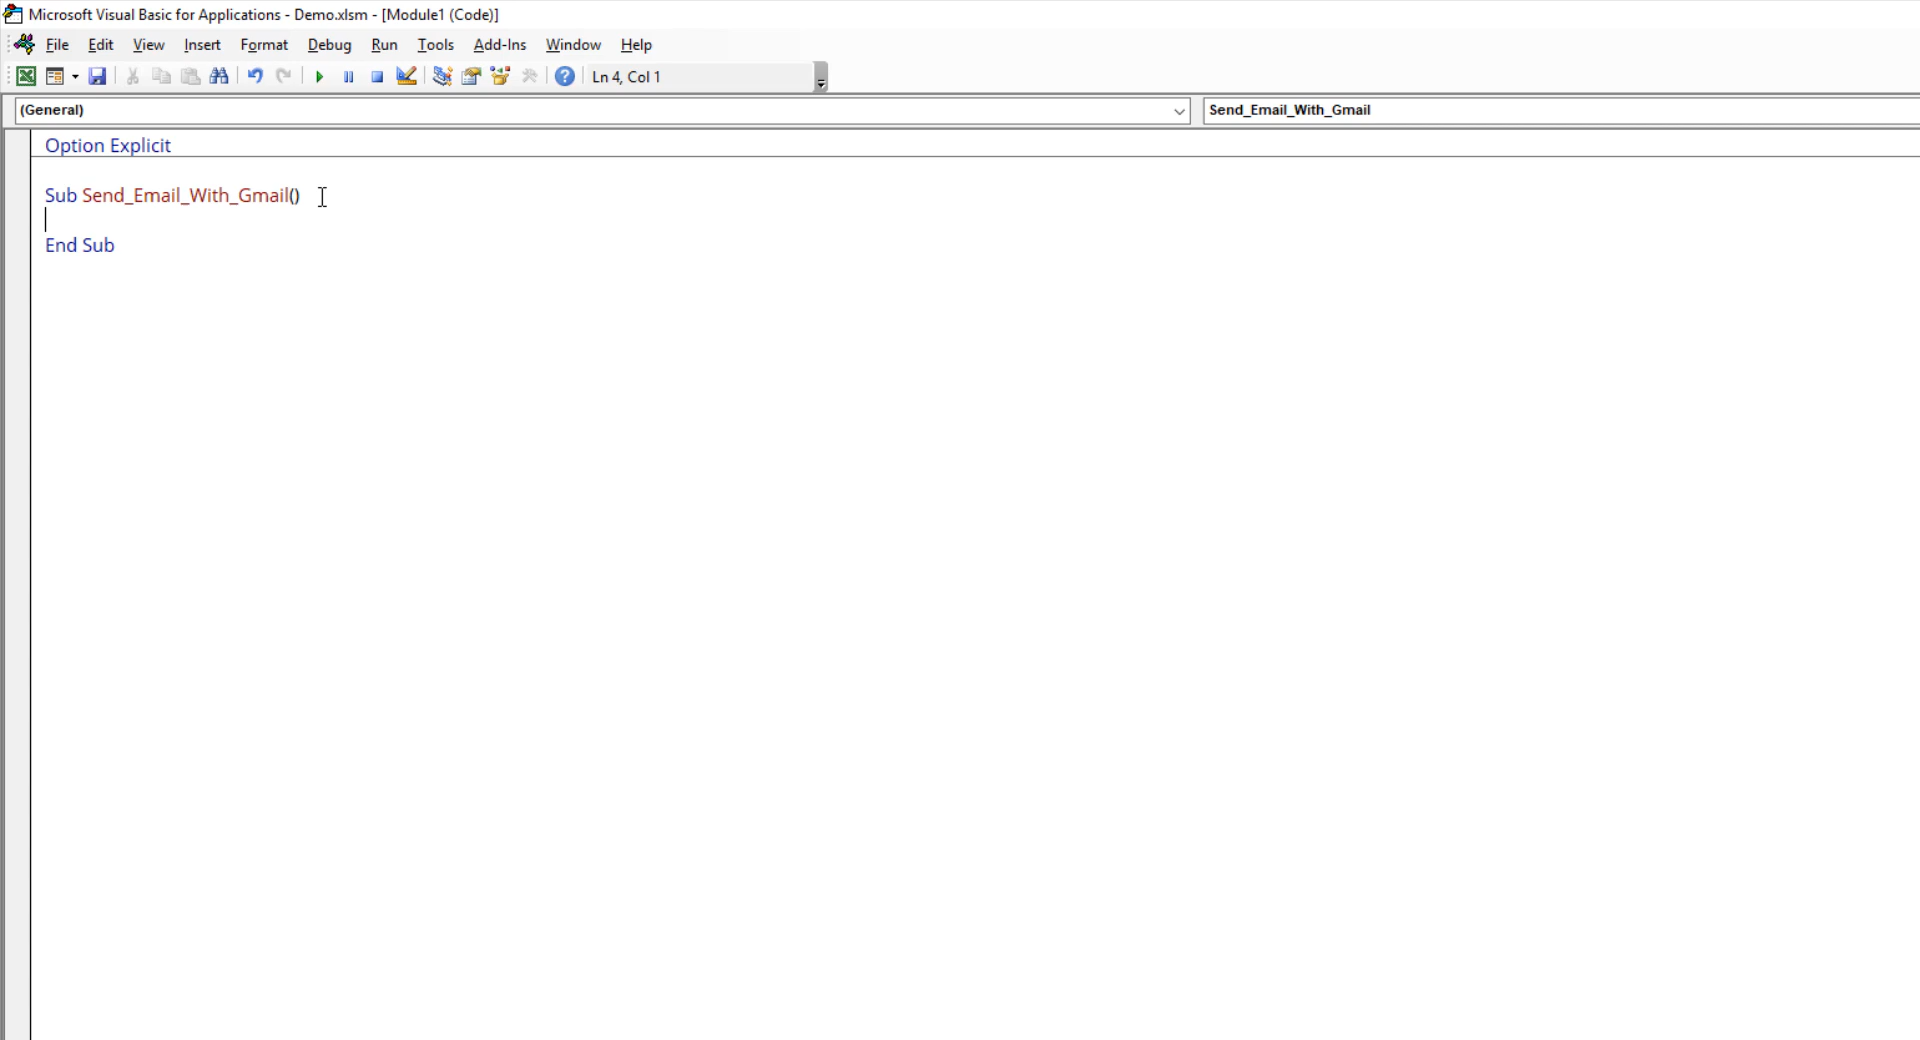 Microsoft Visual Basic for Applications - Demo.xlsm - [Module1 (Code)]
File Edit View Insert Format Debug Run Tools Add-Ins Window Help
Ln 4, Col 1
(General) Send_Email_With_Gmail
Option Explicit
Sub Send_Email_With_Gmail()
End Sub